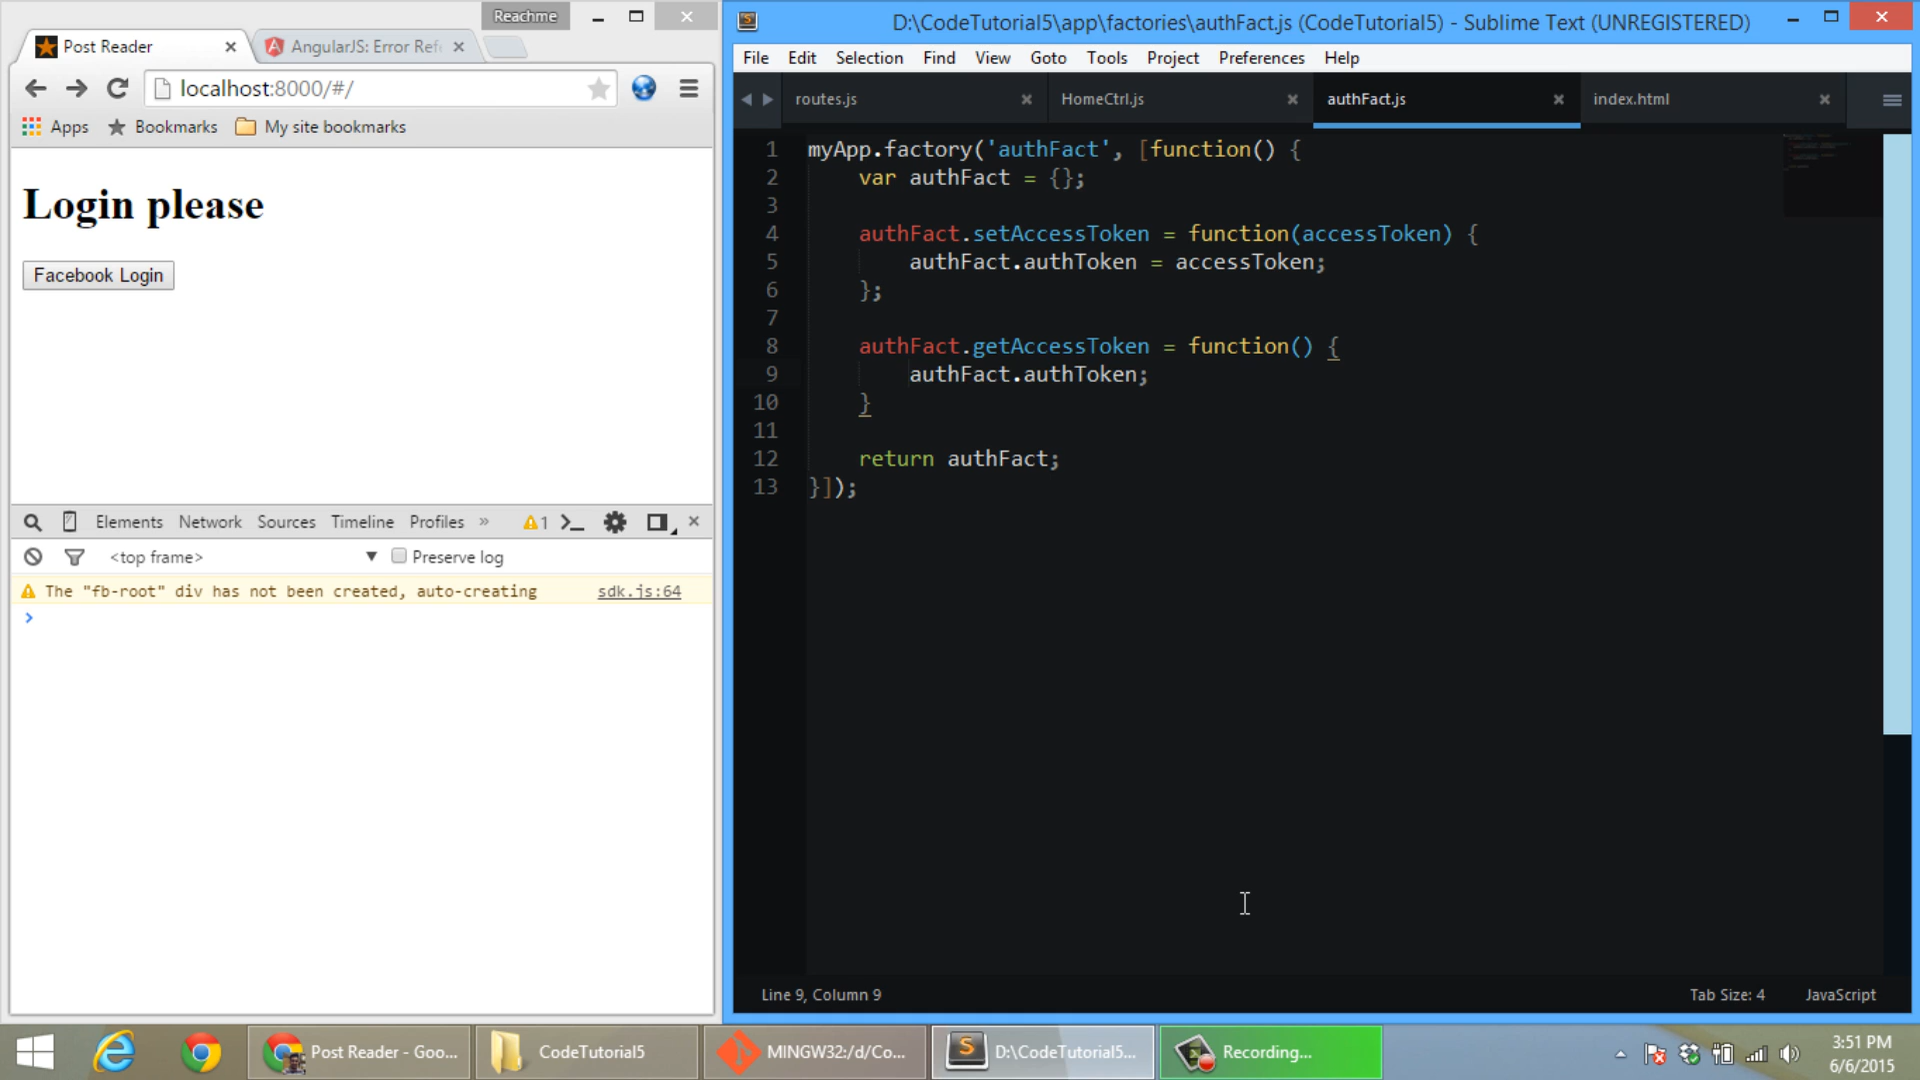 Reachme
Post Reader
AngularJS: Error Ref
localhost:8000/#/
Apps
Bookmarks
My site bookmarks
Login please
Facebook Login
Elements Network Sources Timeline Profiles » 1
<top frame>
Preserve log
The "fb-root" div has not been created, auto-creating sdk.js:64
>
D:\CodeTutorial5\app\factories\authFact.js (CodeTutorial5) - Sublime Text (UNREGISTERED)
File Edit Selection Find View Goto Tools Project Preferences Help
routes.js
HomeCtrl.js
authFact.js
index.html
1 myApp.factory('authFact', [function() {
2 var authFact = {};
3
4 authFact.setAccessToken = function(accessToken) {
5 authFact.authToken = accessToken;
6 };
7
8 authFact.getAccessToken = function() {
9 authFact.authToken;
10 }
11
12 return authFact;
13 }]);
Line 9, Column 9
Tab Size: 4
JavaScript
Post Reader - Goo...
CodeTutorial5
MINGW32:/d/Co...
D:\CodeTutorial5...
Recording...
3:51 PM
6/6/2015